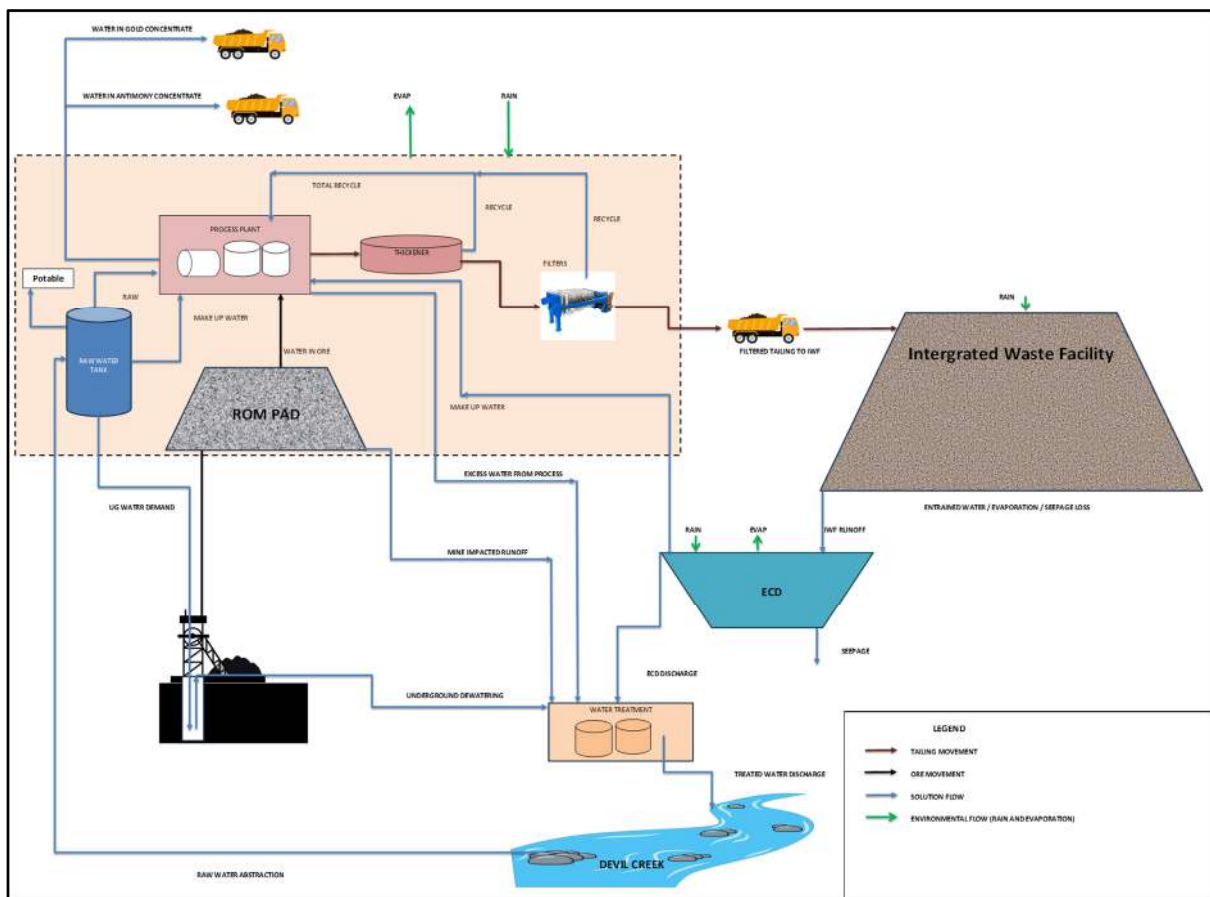 WATER IN GOLD CONCENTRATE
WATER IN ANTIMONY CONCENTRATE
EVAP
RAIN
TOTAL RECYCLE
RECYCLE
RECYCLE
PROCESS PLANT
THICKENER
FILTERS
Potable
RAW
MAKE UP WATER
RAW WATER
TANK
WATER IN ORE
ROM PAD
MAKE UP WATER
FILTERED TAILING TO IWF
RAIN
Intergrated Waste Facility
EXCESS WATER FROM PROCESS
UG WATER DEMAND
ENTRAINED WATER / EVAPORATION / SEEPAGE LOSS
RAIN
EVAP
IWF RUNOFF
MINE IMPACTED RUNOFF
ECD
SEEPAGE
ECD DISCHARGE
UNDERGROUND DEWATERING
WATER TREATMENT
TREATED WATER DISCHARGE
DEVIL CREEK
RAW WATER ABSTRACTION
LEGEND
TAILING MOVEMENT
ORE MOVEMENT
SOLUTION FLOW
ENVIRONMENTAL FLOW (RAIN AND EVAPORATION)